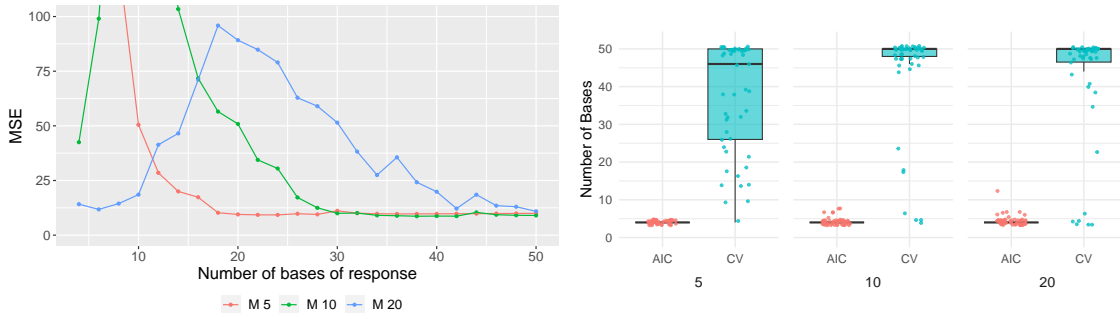 100
75
50
25
0
MSE
10 20 30 40 50
Number of bases of response
M 5 M 10 M 20
50
40
30
20
10
0
Number of Bases
AIC CV AIC CV AIC CV
5 10 20